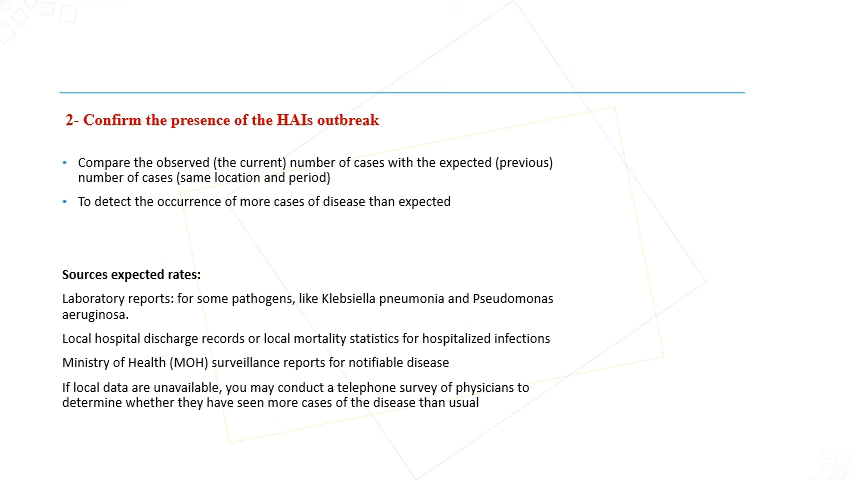 2- Confirm the presence of the HAIs outbreak
• Compare the observed (the current) number of cases with the expected (previous)
number of cases (same location and period)
• To detect the occurrence of more cases of disease than expected
Sources expected rates:
Laboratory reports: for some pathogens, like Klebsiella pneumonia and Pseudomonas
aeruginosa.
Local hospital discharge records or local mortality statistics for hospitalized infections
Ministry of Health (MOH) surveillance reports for notifiable disease
If local data are unavailable, you may conduct a telephone survey of physicians to
determine whether they have seen more cases of the disease than usual